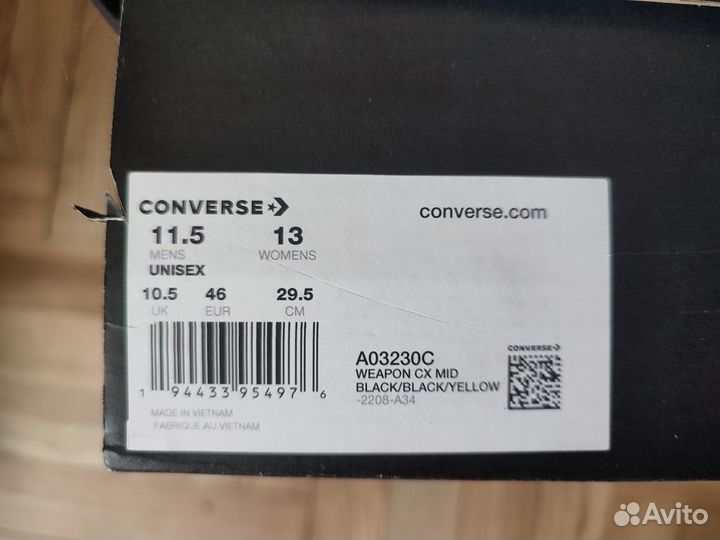 CONVERSE converse.com
11.5 13
MENS WOMENS
UNISEX
10.5 46 29.5
UK EUR CM
1 94433 95497 6
MADE IN VIETNAM
FABRIQUÉ AU VIETNAM
A03230C
WEAPON CX MID
BLACK/BLACK/YELLOW
-2208-A34
CONVERSE
Avito